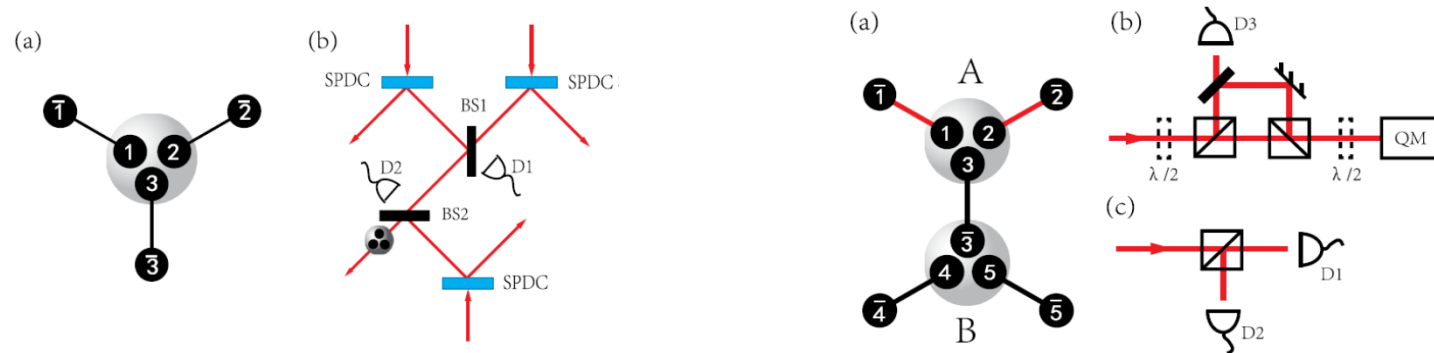 (a)
1̅
2̅
1
2
3
3̅
(b)
SPDC
SPDC
BS1
D2
D1
BS2
SPDC
(a)
A
1̅
2̅
1
2
3
3̅
4
5
4̅
5̅
B
(b)
D3
QM
λ /2
λ /2
(c)
D1
D2